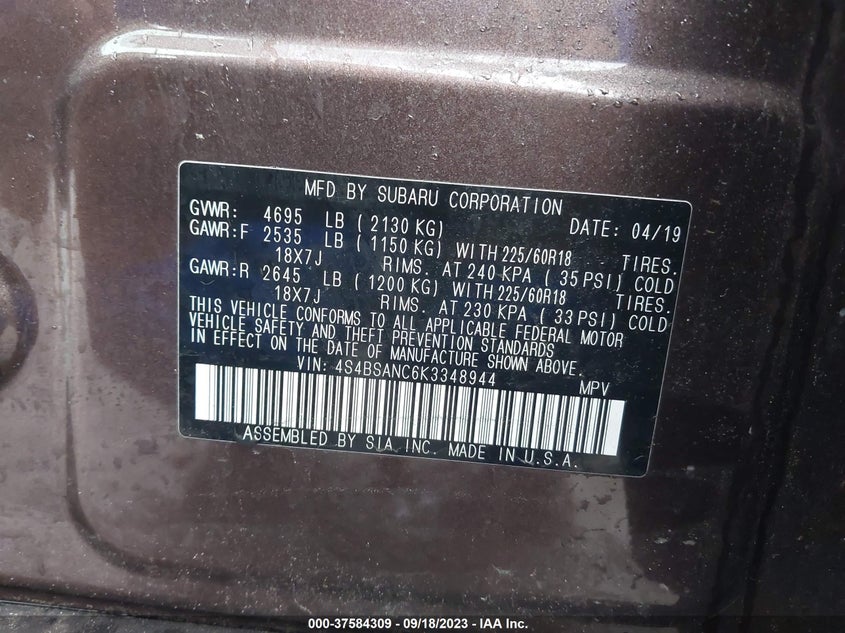 MFD BY SUBARU CORPORATION
GVWR: 4695 LB ( 2130 KG) DATE: 04/19
GAWR:F 2535 LB ( 1150 KG) WITH 225/60R18 TIRES.
18X7J RIMS. AT 240 KPA ( 35 PSI) COLD
GAWR:R 2645 LB ( 1200 KG) WITH 225/60R18 TIRES.
18X7J RIMS. AT 230 KPA ( 33 PSI) COLD
THIS VEHICLE CONFORMS TO ALL APPLICABLE FEDERAL MOTOR
VEHICLE SAFETY AND THEFT PREVENTION STANDARDS
IN EFFECT ON THE DATE OF MANUFACTURE SHOWN ABOVE.
VIN: 4S4BSANC6K3348944 MPV
ASSEMBLED BY SIA INC. MADE IN U.S.A.
000-37584309 - 09/18/2023 - IAA Inc.